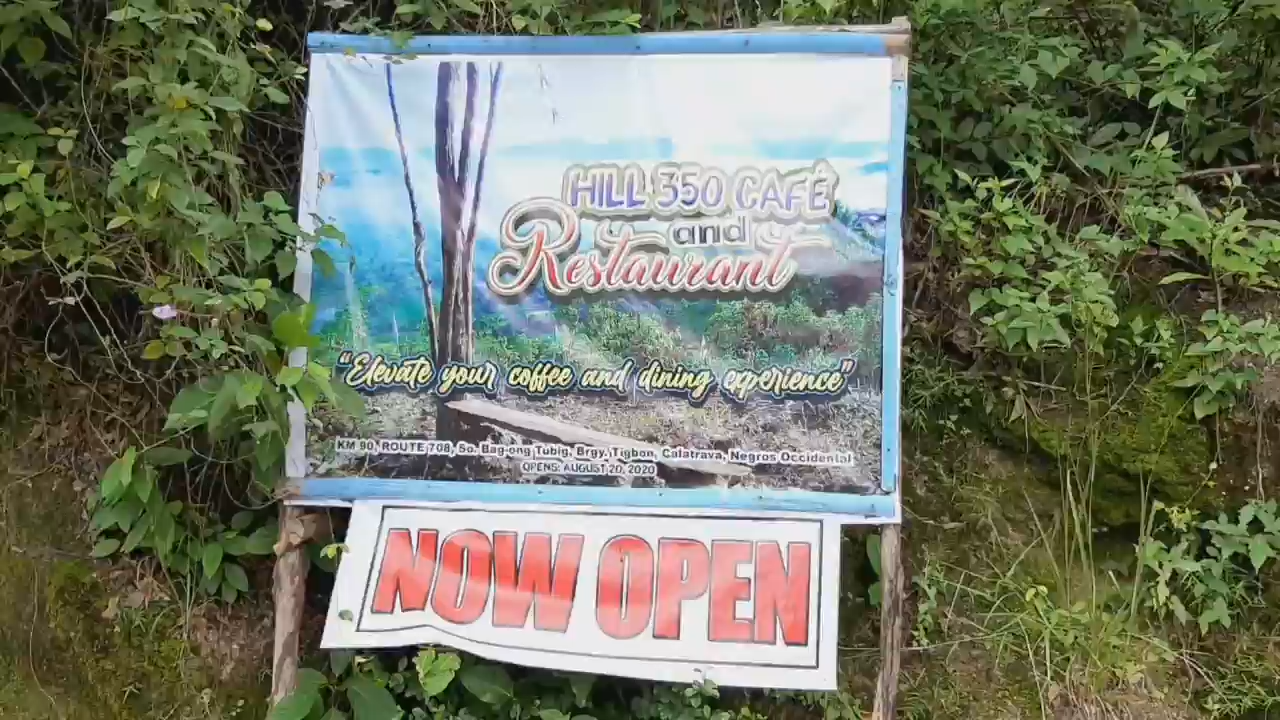 HILL 350 CAFÉ
and
Restaurant
"Elevate your coffee and dining experience"
KM 90, ROUTE 708, So. Bag-ong Tubig, Brgy. Tigbon, Calatrava, Negros Occidental
OPENS: AUGUST 20, 2020
NOW OPEN